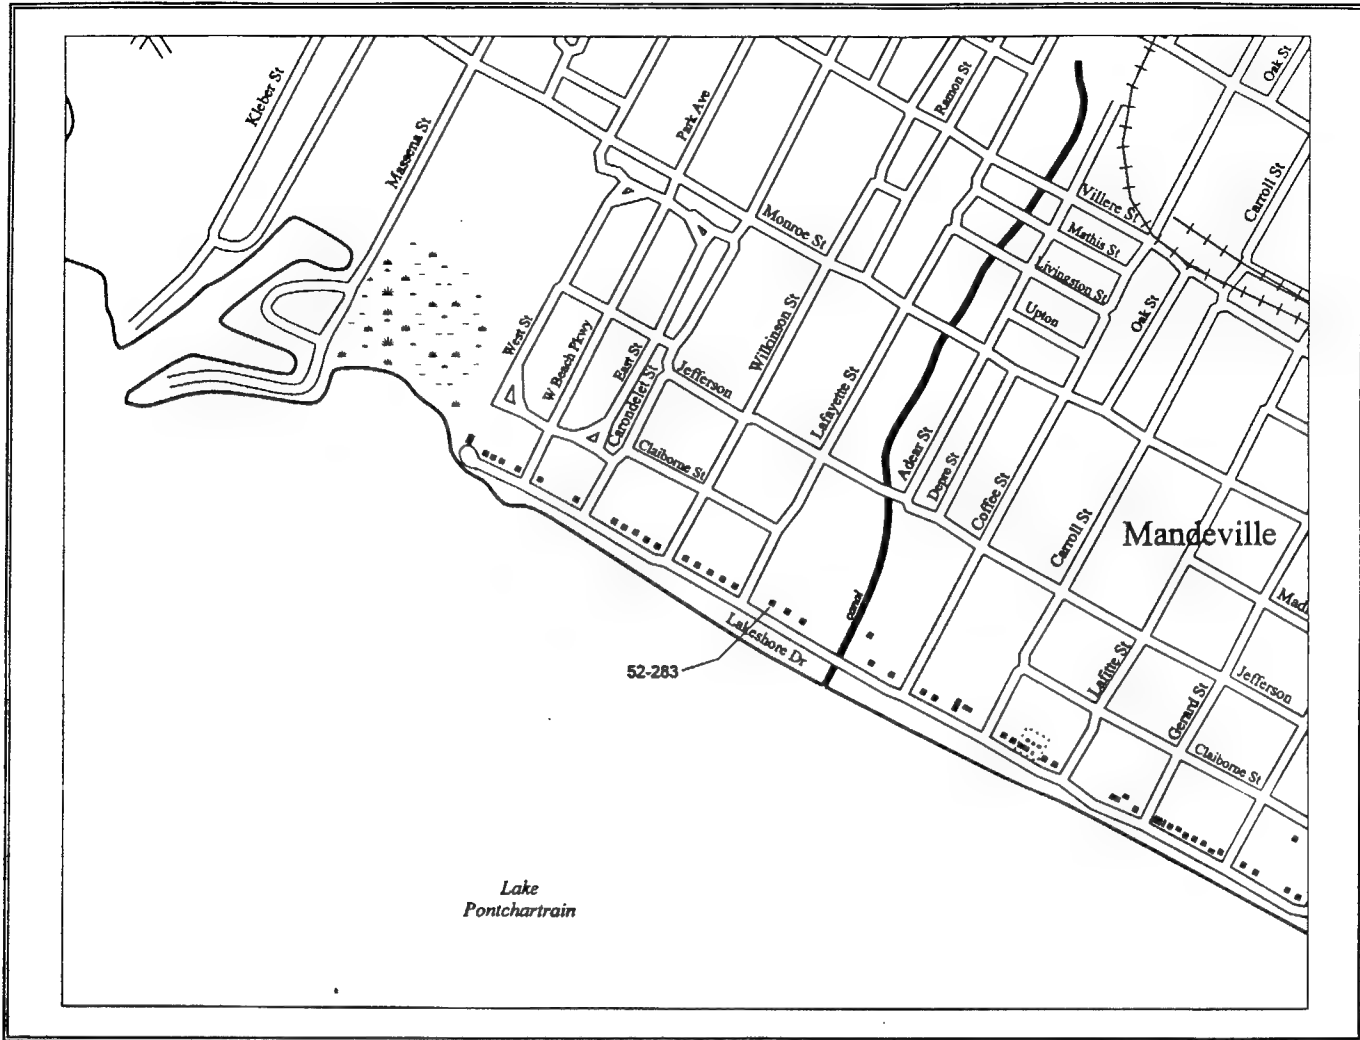 Kleber St
Massena St
Park Ave
Ramon St
Oak St
Carroll St
Villere St
Mathis St
Livingston St
Upton
Oak St
Monroe St
Wilkinson St
West St
W Beach Pkwy
East St
Carondelet St
Jefferson
Lafayette St
Claiborne St
Adear St
Depre St
Coffee St
Carroll St
Mandeville
Madi
canal
Lakeshore Dr
52-283
Lafitte St
Gerard St
Jefferson
Claiborne St
Lake
Pontchartrain